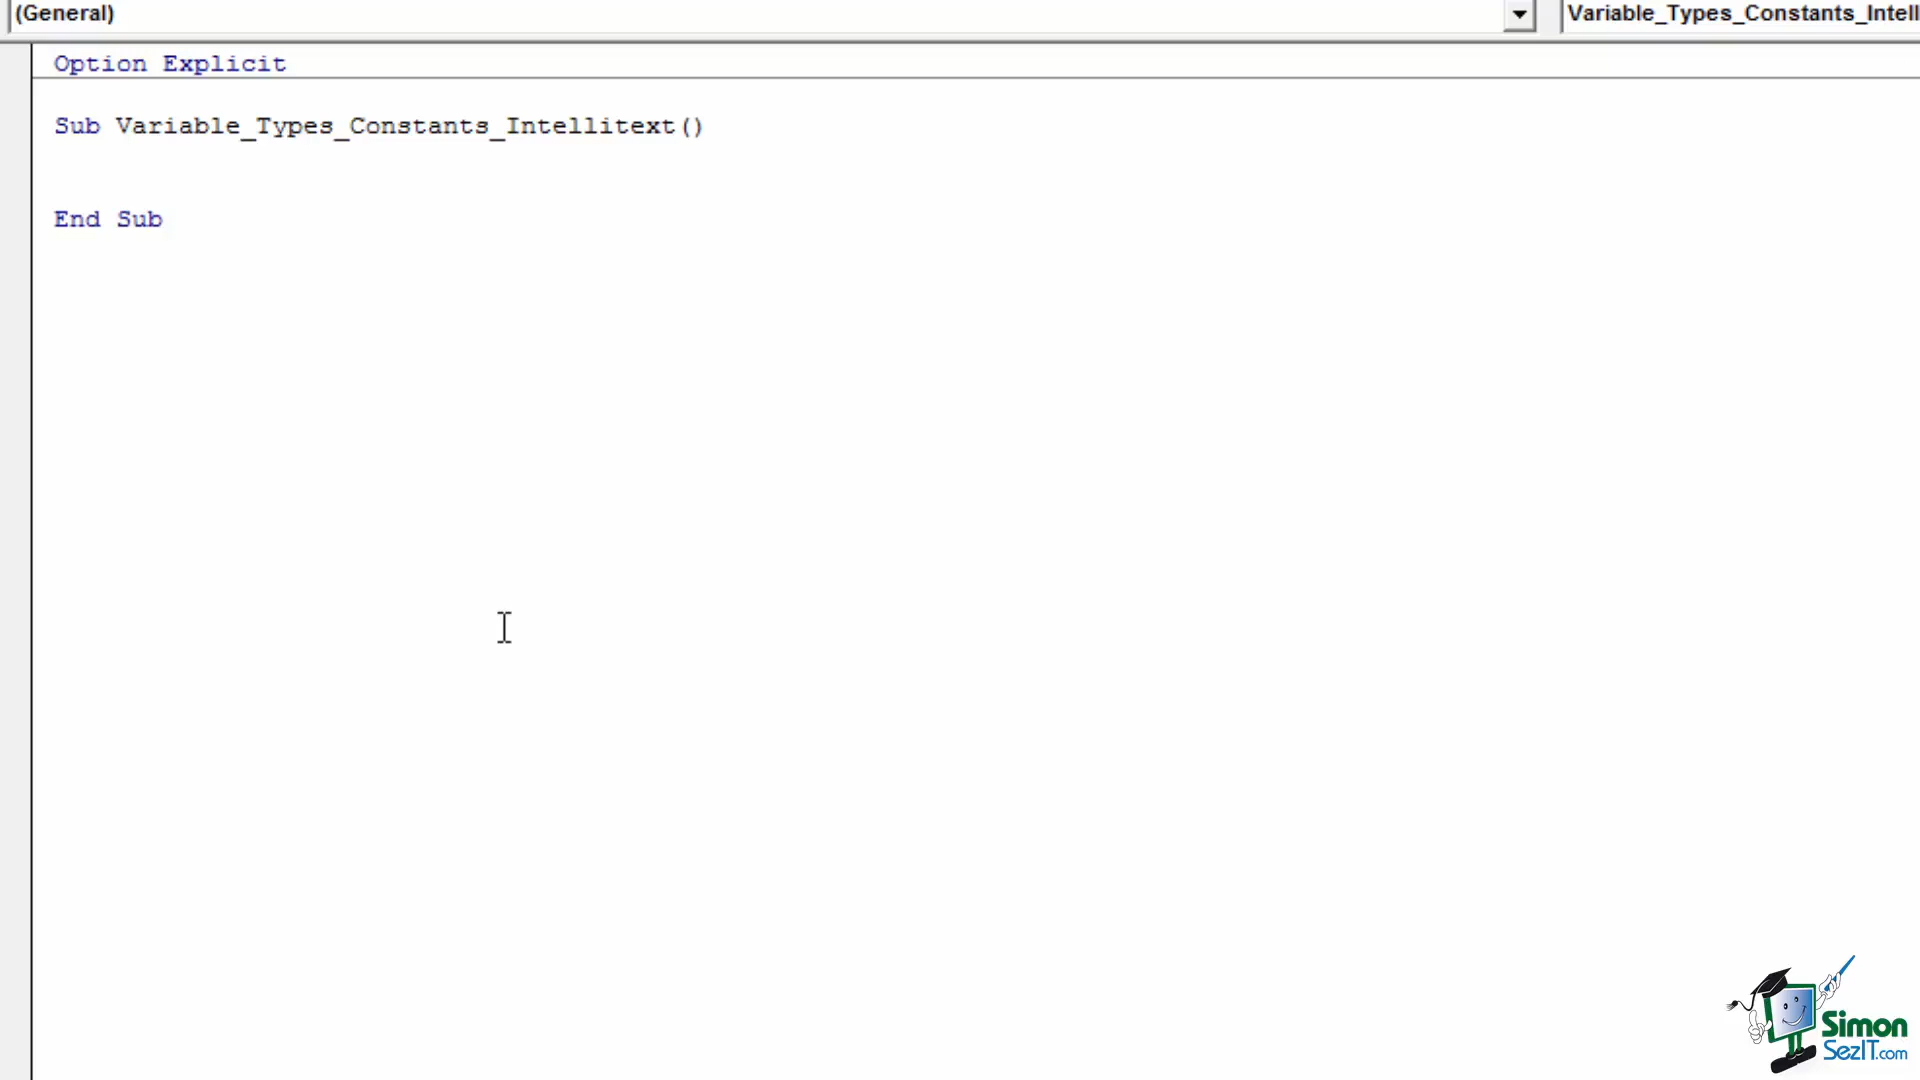 (General)
Variable_Types_Constants_Intell
Option Explicit
Sub Variable_Types_Constants_Intellitext()
End Sub
Simon
SezIT.com